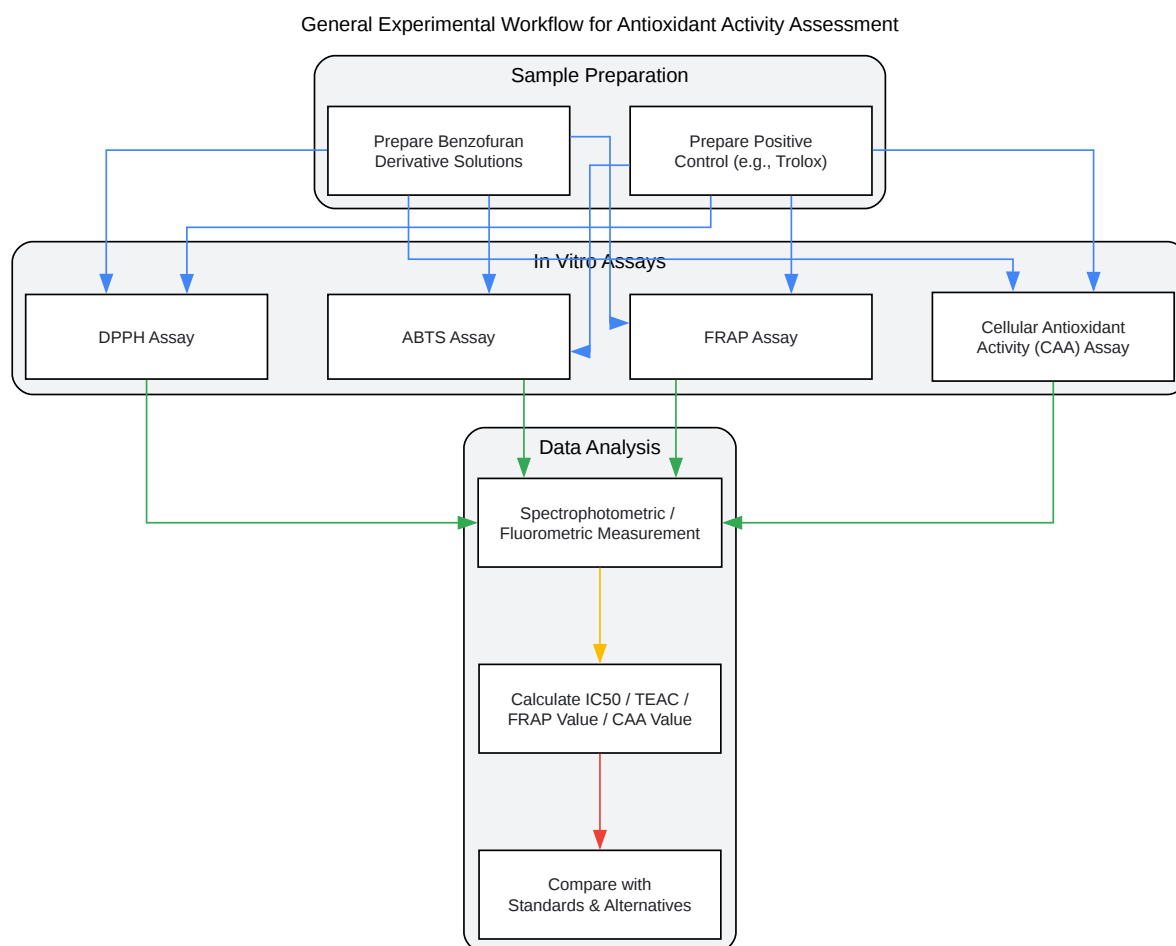 General Experimental Workflow for Antioxidant Activity Assessment
Sample Preparation
Prepare Benzofuran
Derivative Solutions
Prepare Positive
Control (e.g., Trolox)
In Vitro Assays
DPPH Assay
ABTS Assay
FRAP Assay
Cellular Antioxidant
Activity (CAA) Assay
Data Analysis
Spectrophotometric /
Fluorometric Measurement
Calculate IC50 / TEAC /
FRAP Value / CAA Value
Compare with
Standards & Alternatives